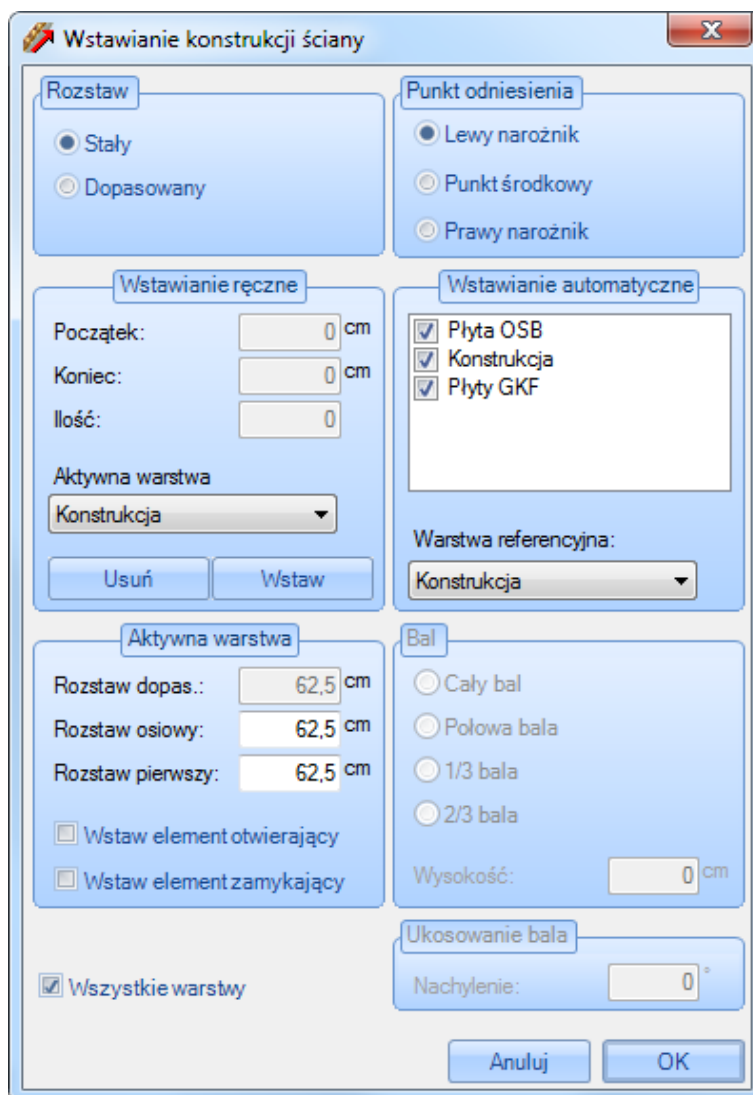 Wstawianie konstrukcji ściany
Rozstaw
Stały
Dopasowany
Punkt odniesienia
Lewy narożnik
Punkt środkowy
Prawy narożnik
Wstawianie ręczne
Początek: 0 cm
Koniec: 0 cm
Ilość: 0
Aktywna warstwa
Konstrukcja
Usuń Wstaw
Wstawianie automatyczne
Płyta OSB
Konstrukcja
Płyty GKF
Warstwa referencyjna:
Konstrukcja
Aktywna warstwa
Rozstaw dopas.: 62,5 cm
Rozstaw osiowy: 62,5 cm
Rozstaw pierwszy: 62,5 cm
Wstaw element otwierający
Wstaw element zamykający
Bal
Cały bal
Połowa bala
1/3 bala
2/3 bala
Wysokość: 0 cm
Wszystkie warstwy
Ukosowanie bala
Nachylenie: 0 °
Anuluj OK